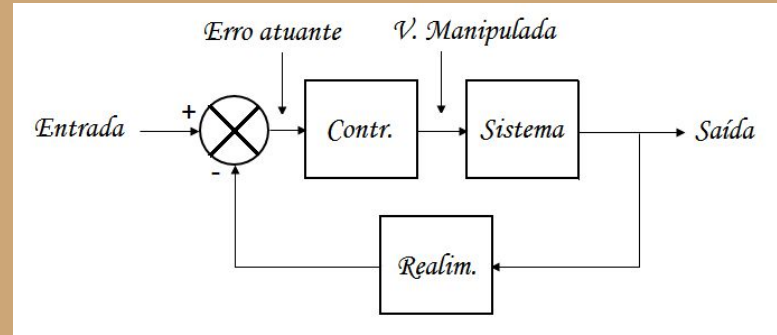 Erro atuante
V. Manipulada
+
Entrada
Contr.
Sistema
Saída
-
Realim.